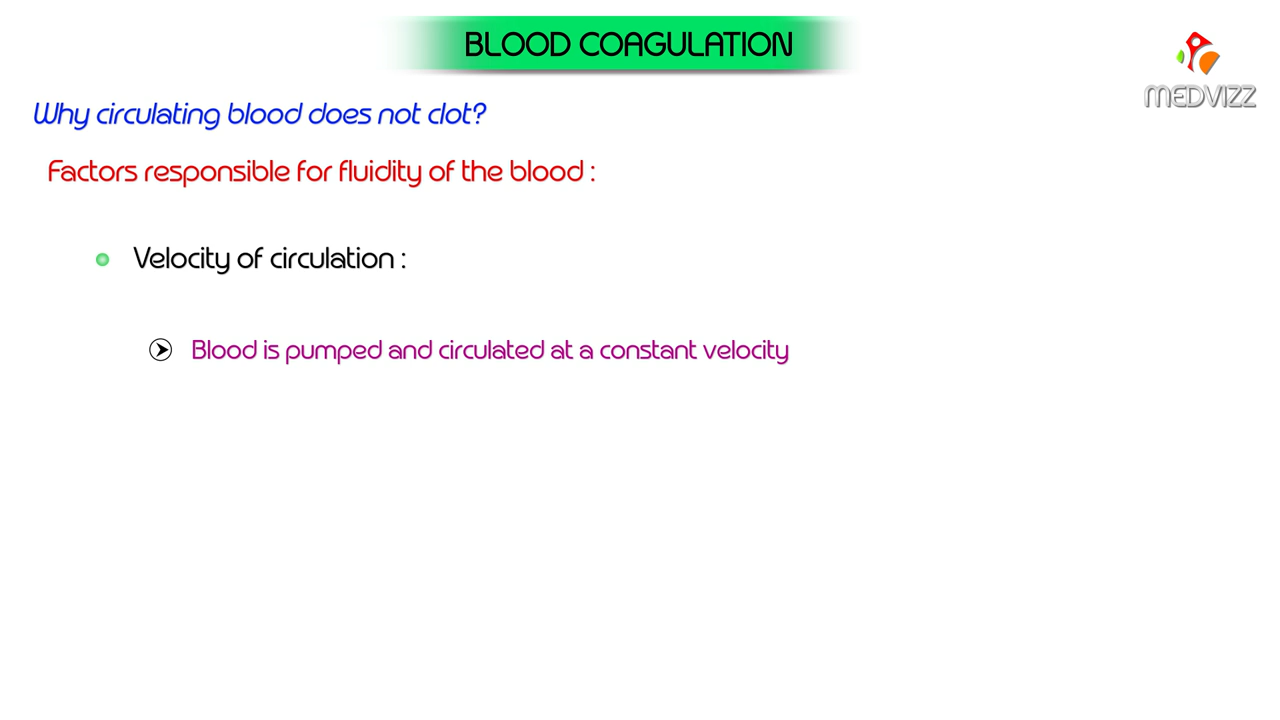 BLOOD COAGULATION
MEDVIZZ
Why circulating blood does not clot?
Factors responsible for fluidity of the blood :
Velocity of circulation :
Blood is pumped and circulated at a constant velocity